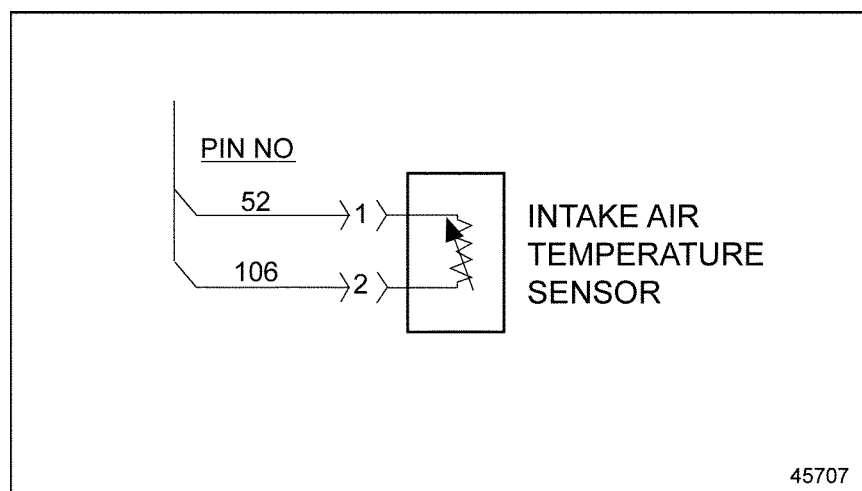 PIN NO
52
1
106
2
INTAKE AIR
TEMPERATURE
SENSOR
45707